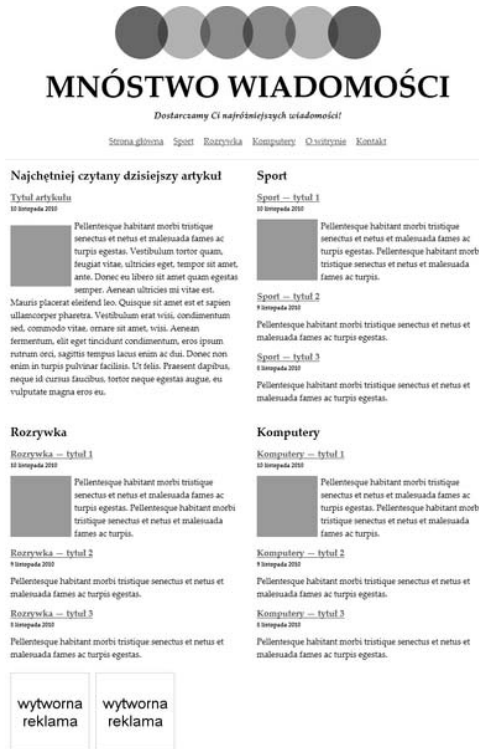 MNÓSTWO WIADOMOŚCI
Dostarczamy Ci najróżniejszych wiadomości!
Strona główna Sport Rozrywka Komputery O witrynie Kontakt
Najchętniej czytany dzisiejszy artykuł
Tytuł artykułu
10 listopada 2010
Pellentesque habitant morbi tristique
senectus et netus et malesuada fames ac
turpis egestas. Vestibulum tortor quam,
feugiat vitae, ultricies eget, tempor sit amet,
ante. Donec eu libero sit amet quam egestas
semper. Aenean ultricies mi vitae est.
Mauris placerat eleifend leo. Quisque sit amet est et sapien
ullamcorper pharetra. Vestibulum erat wisi, condimentum
sed, commodo vitae, ornare sit amet, wisi. Aenean
fermentum, elit eget tincidunt condimentum, eros ipsum
rutrum orci, sagittis tempus lacus enim ac dui. Donec non
enim in turpis pulvinar facilisis. Ut felis. Praesent dapibus,
neque id cursus faucibus, tortor neque egestas augue, eu
vulputate magna eros eu.
Sport
Sport — tytuł 1
10 listopada 2010
Pellentesque habitant morbi tristique
senectus et netus et malesuada fames ac
turpis egestas. Pellentesque habitant morbi
tristique senectus et netus et malesuada
fames ac turpis.
Sport — tytuł 2
9 listopada 2010
Pellentesque habitant morbi tristique senectus et netus et
malesuada fames ac turpis egestas.
Sport — tytuł 3
8 listopada 2010
Pellentesque habitant morbi tristique senectus et netus et
malesuada fames ac turpis egestas.
Rozrywka
Rozrywka — tytuł 1
10 listopada 2010
Pellentesque habitant morbi tristique
senectus et netus et malesuada fames ac
turpis egestas. Pellentesque habitant morbi
tristique senectus et netus et malesuada
fames ac turpis.
Rozrywka — tytuł 2
9 listopada 2010
Pellentesque habitant morbi tristique senectus et netus et
malesuada fames ac turpis egestas.
Rozrywka — tytuł 3
8 listopada 2010
Pellentesque habitant morbi tristique senectus et netus et
malesuada fames ac turpis egestas.
Komputery
Komputery — tytuł 1
10 listopada 2010
Pellentesque habitant morbi tristique
senectus et netus et malesuada fames ac
turpis egestas. Pellentesque habitant morbi
tristique senectus et netus et malesuada
fames ac turpis.
Komputery — tytuł 2
9 listopada 2010
Pellentesque habitant morbi tristique senectus et netus et
malesuada fames ac turpis egestas.
Komputery — tytuł 3
8 listopada 2010
Pellentesque habitant morbi tristique senectus et netus et
malesuada fames ac turpis egestas.
wytworna
reklama
wytworna
reklama